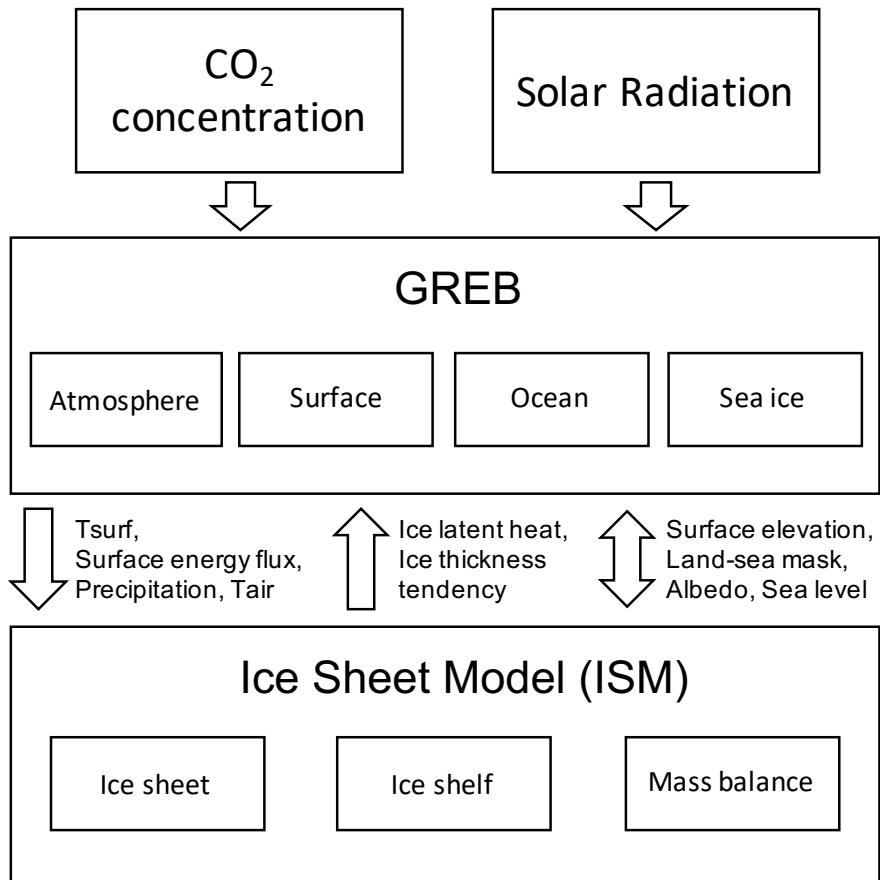 CO₂
concentration
Solar Radiation
GREB
Atmosphere
Surface
Ocean
Sea ice
Tsurf,
Surface energy flux,
Precipitation, Tair
Ice latent heat,
Ice thickness
tendency
Surface elevation,
Land-sea mask,
Albedo, Sea level
Ice Sheet Model (ISM)
Ice sheet
Ice shelf
Mass balance